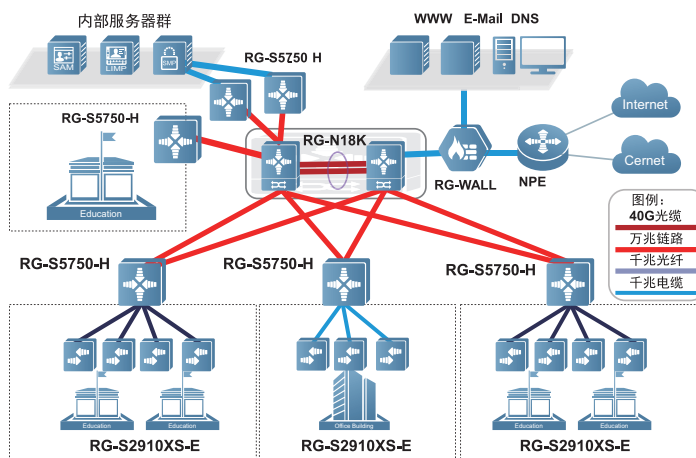 内部服务器群
WWW E-Mail DNS
SAM
LIMP
SMP
RG-S5750 H
RG-S5750-H
Education
RG-N18K
RG-WALL
NPE
Internet
Cernet
图例：
40G光缆
万兆链路
千兆光纤
千兆电缆
RG-S5750-H
RG-S5750-H
RG-S5750-H
Education
Education
Office Building
Education
Education
RG-S2910XS-E
RG-S2910XS-E
RG-S2910XS-E